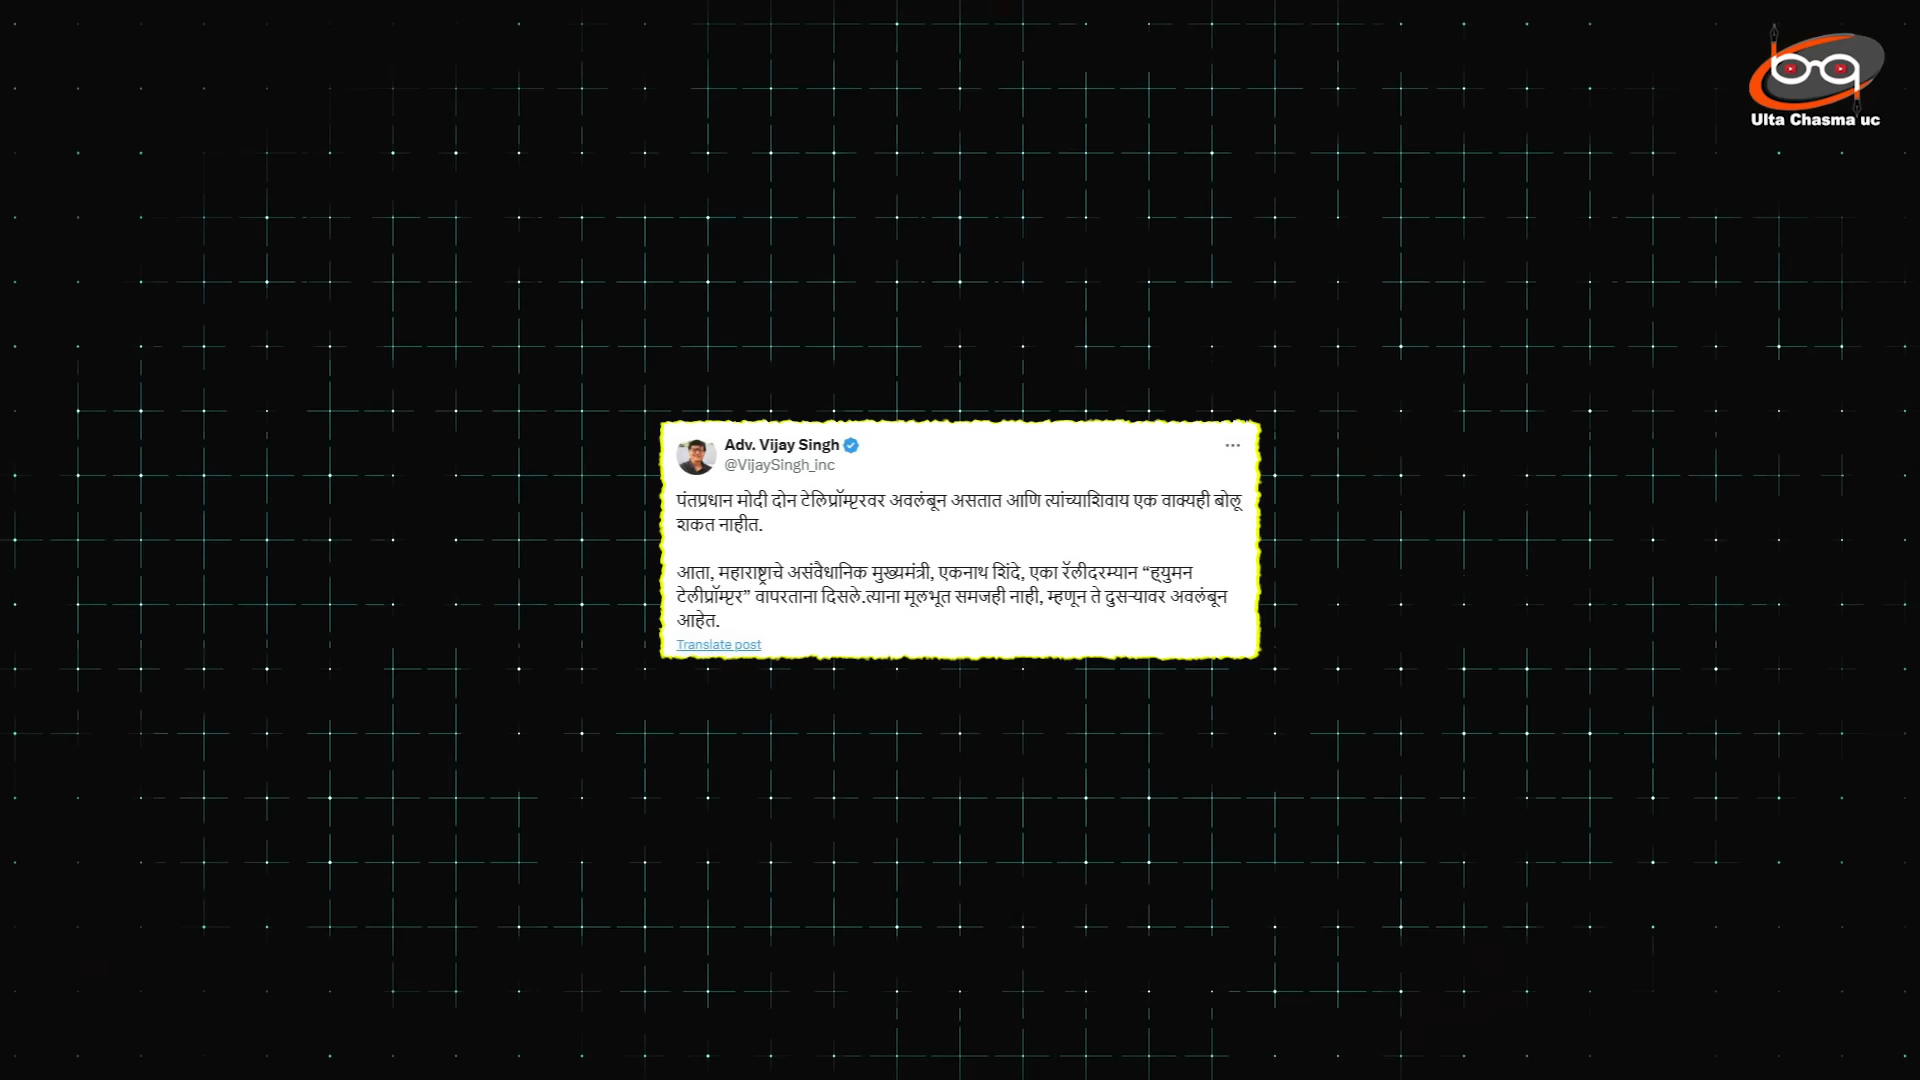 Ulta Chasma uc
Adv. Vijay Singh
@VijaySingh_inc
पंतप्रधान मोदी दोन टेलिप्रॉम्प्टरवर अवलंबून असतात आणि त्यांच्याशिवाय एक वाक्यही बोलू
शकत नाहीत.
आता, महाराष्ट्राचे असंवैधानिक मुख्यमंत्री, एकनाथ शिंदे, एका रॅलीदरम्यान “ह्युमन
टेलीप्रॉम्प्टर” वापरताना दिसले.त्याना मूलभूत समजही नाही, म्हणून ते दुसऱ्यावर अवलंबून
आहेत.
Translate post